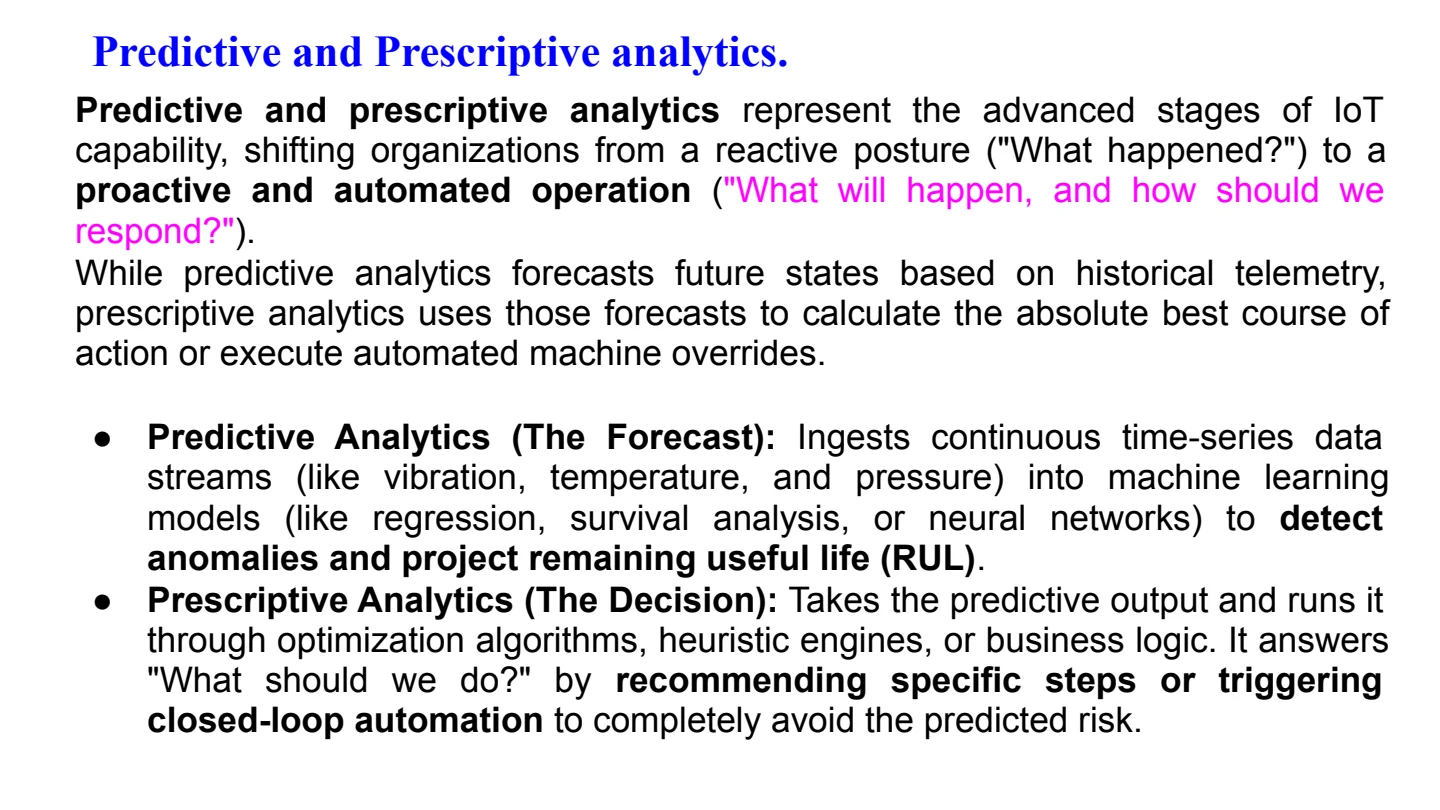 Predictive and Prescriptive analytics.
Predictive and prescriptive analytics represent the advanced stages of IoT
capability, shifting organizations from a reactive posture ("What happened?") to a
proactive and automated operation ("What will happen, and how should we
respond?").
While predictive analytics forecasts future states based on historical telemetry,
prescriptive analytics uses those forecasts to calculate the absolute best course of
action or execute automated machine overrides.
● Predictive Analytics (The Forecast): Ingests continuous time-series data
streams (like vibration, temperature, and pressure) into machine learning
models (like regression, survival analysis, or neural networks) to detect
anomalies and project remaining useful life (RUL).
● Prescriptive Analytics (The Decision): Takes the predictive output and runs it
through optimization algorithms, heuristic engines, or business logic. It answers
"What should we do?" by recommending specific steps or triggering
closed-loop automation to completely avoid the predicted risk.